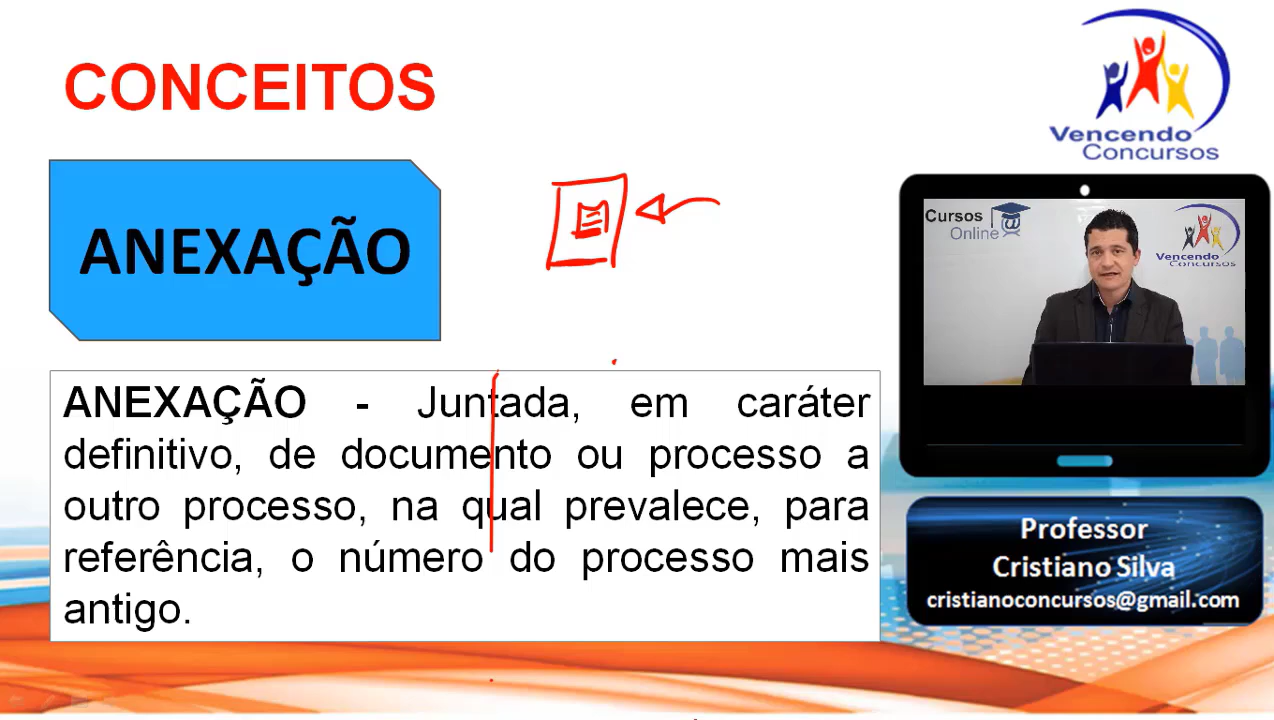 CONCEITOS
Vencendo
Concursos
ANEXAÇÃO
Cursos
Online
Vencendo
Concursos
ANEXAÇÃO - Juntada, em caráter
definitivo, de documento ou processo a
outro processo, na qual prevalece, para
referência, o número do processo mais
antigo.
Professor
Cristiano Silva
cristianoconcursos@gmail.com